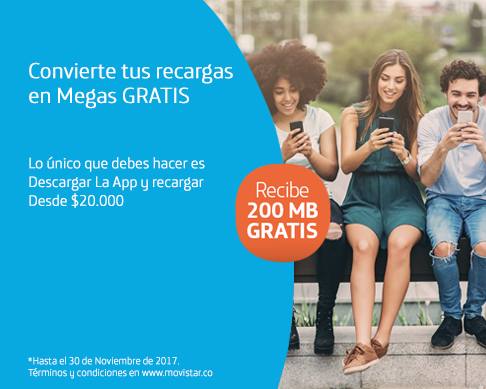 Convierte tus recargas
en Megas GRATIS
Lo único que debes hacer es
Descargar La App y recargar
Desde $20.000
Recibe
200 MB
GRATIS
*Hasta el 30 de Noviembre de 2017.
Términos y condiciones en www.movistar.co